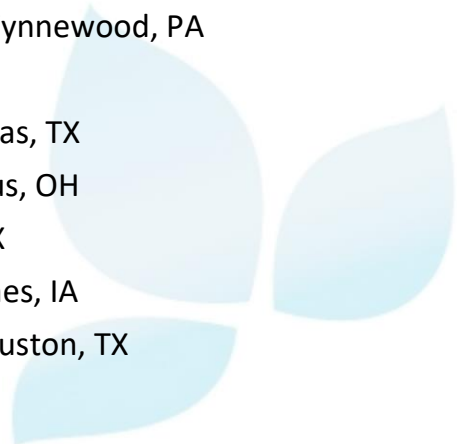 ynnewood, PA
as, TX
us, OH
X
es, IA
uston, TX